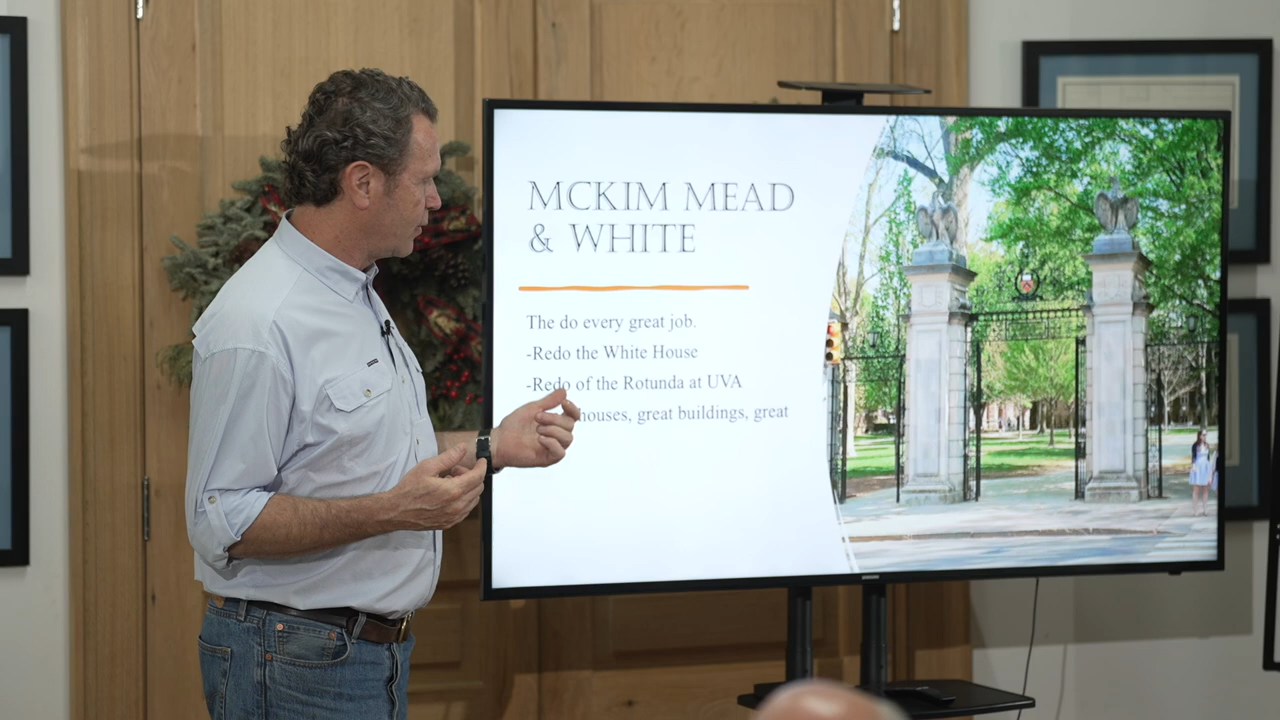 MCKIM MEAD
& WHITE
The do every great job.
-Redo the White House
-Redo of the Rotunda at UVA
houses, great buildings, great